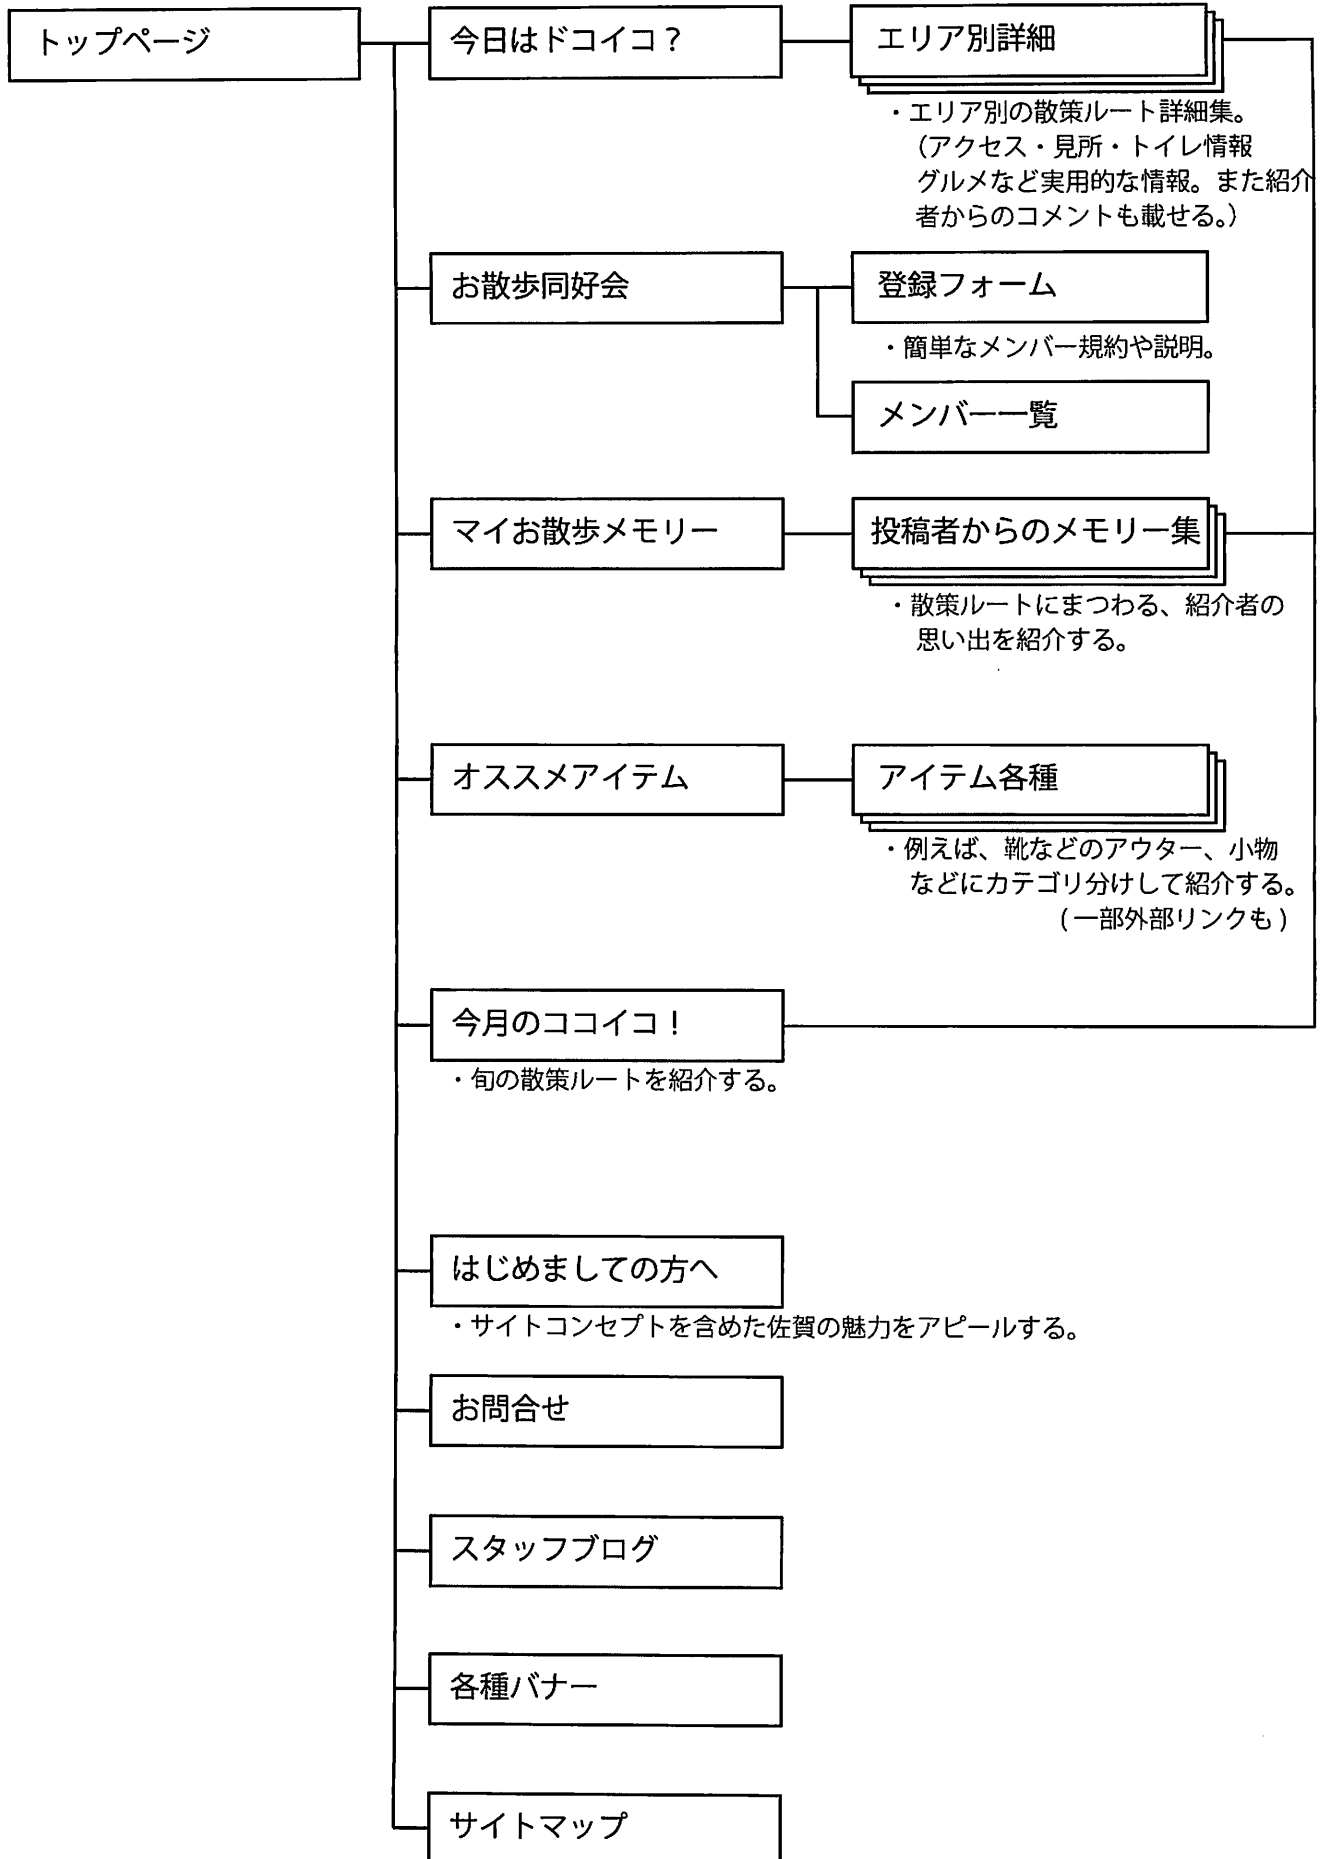 トップページ
今日はドコイコ？
エリア別詳細
・エリア別の散策ルート詳細集。
（アクセス・見所・トイレ情報
グルメなど実用的な情報。また紹介
者からのコメントも載せる。）
お散歩同好会
登録フォーム
・簡単なメンバー規約や説明。
メンバー一覧
マイお散歩メモリー
投稿者からのメモリー集
・散策ルートにまつわる、紹介者の
思い出を紹介する。
オススメアイテム
アイテム各種
・例えば、靴などのアウター、小物
などにカテゴリ分けして紹介する。
(一部外部リンクも)
今月のココイコ！
・旬の散策ルートを紹介する。
はじめましての方へ
・サイトコンセプトを含めた佐賀の魅力をアピールする。
お問合せ
スタッフブログ
各種バナー
サイトマップ